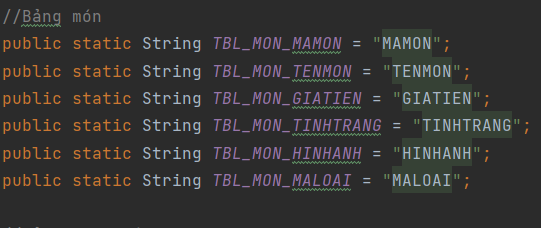 //Bảng món
public static String TBL_MON_MAMON = "MAMON";
public static String TBL_MON_TENMON = "TENMON";
public static String TBL_MON_GIATIEN = "GIATIEN";
public static String TBL_MON_TINHTRANG = "TINHTRANG";
public static String TBL_MON_HINHANH = "HINHANH";
public static String TBL_MON_MALOAI = "MALOAI";